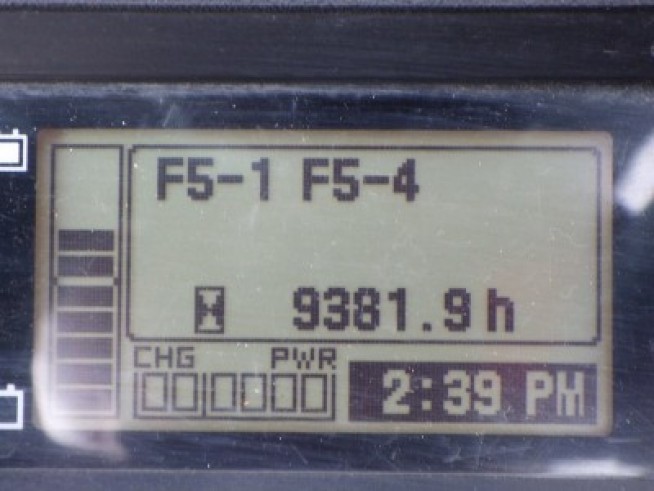 F5-1 F5-4
9381.9 h
CHG PWR
2:39 PM